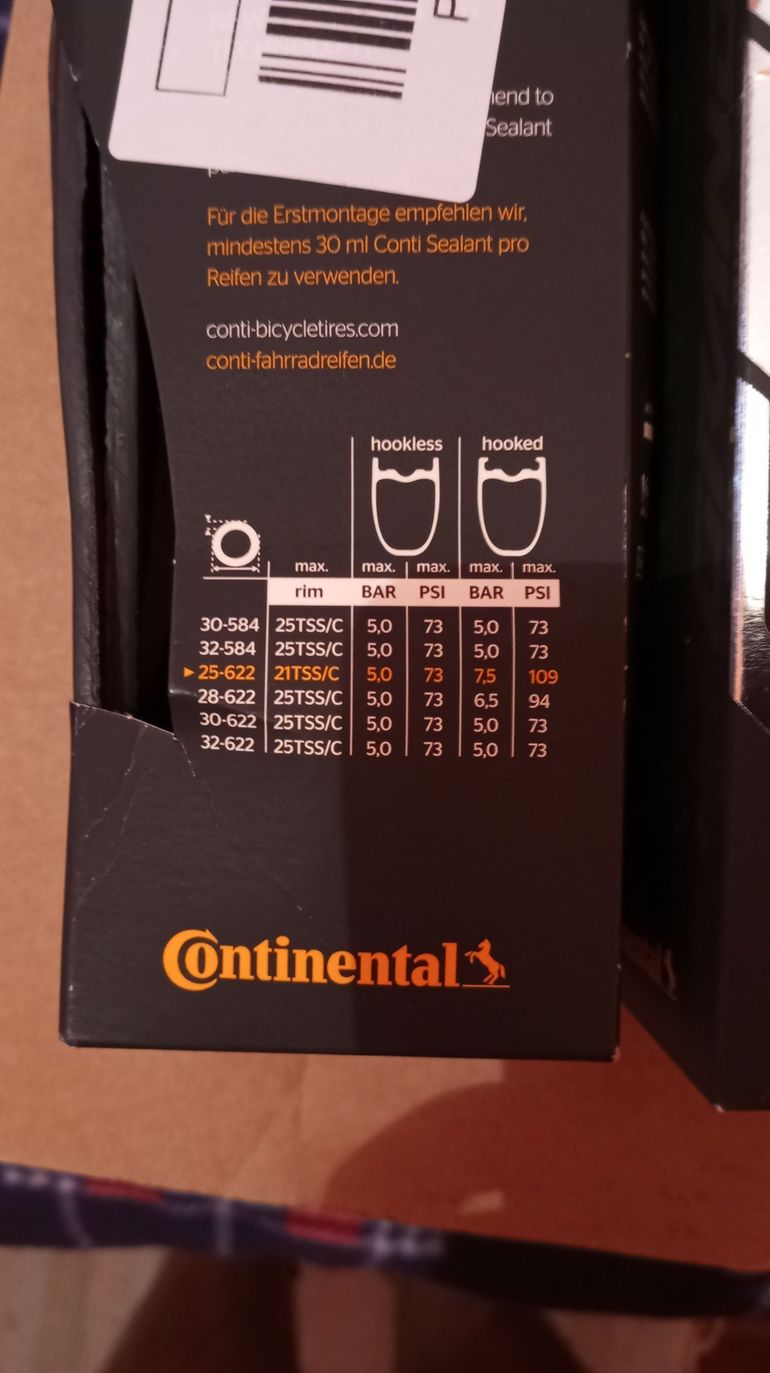 end to
Sealant
Für die Erstmontage empfehlen wir,
mindestens 30 ml Conti Sealant pro
Reifen zu verwenden.
conti-bicycletires.com
conti-fahrradreifen.de
hookless hooked
max. max. max. max. max.
rim BAR PSI BAR PSI
30-584 25TSS/C 5,0 73 5,0 73
32-584 25TSS/C 5,0 73 5,0 73
▸25-622 21TSS/C 5,0 73 7,5 109
28-622 25TSS/C 5,0 73 6,5 94
30-622 25TSS/C 5,0 73 5,0 73
32-622 25TSS/C 5,0 73 5,0 73
Continental